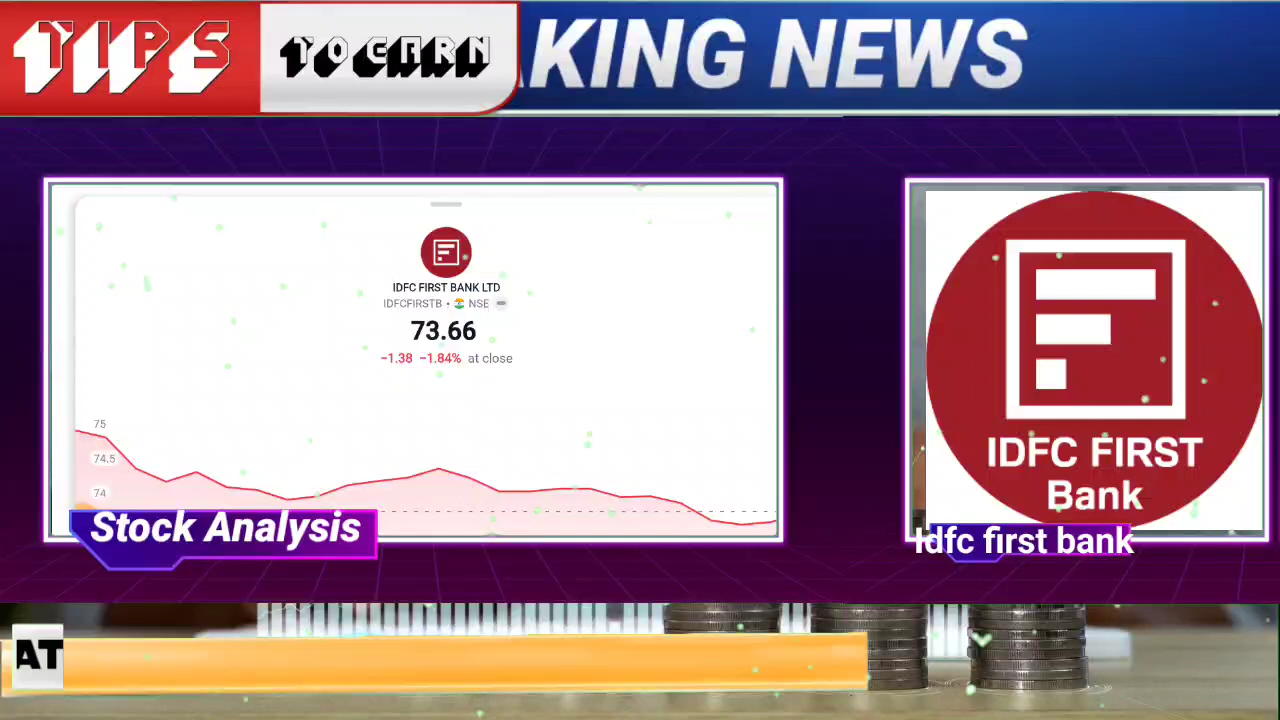 TIPS
TO EARN
KING NEWS
IDFC FIRST BANK LTD
IDFCFIRSTB • NSE
73.66
−1.38 −1.84% at close
75
74.5
74
Stock Analysis
IDFC FIRST
Bank
Idfc first bank
AT